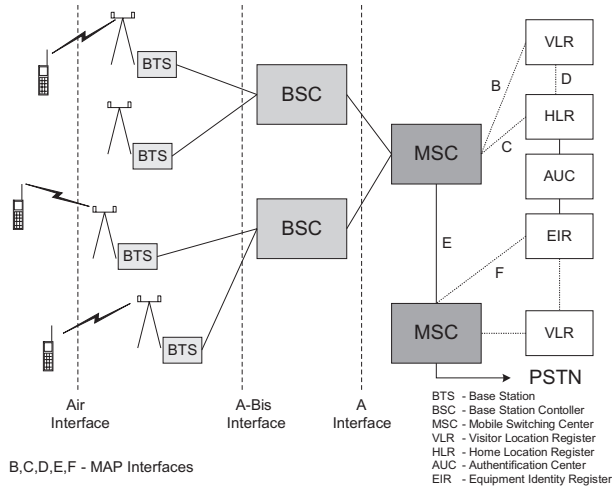 VLR
BTS
D
B
BSC
HLR
MSC
C
BTS
AUC
BSC
EIR
E
BTS
F
MSC
VLR
BTS
PSTN
Air
Interface
A-Bis
Interface
A
Interface
BTS - Base Station
BSC - Base Station Contoller
MSC - Mobile Switching Center
VLR - Visitor Location Register
HLR - Home Location Register
AUC - Authentification Center
EIR - Equipment Identity Register
B,C,D,E,F - MAP Interfaces